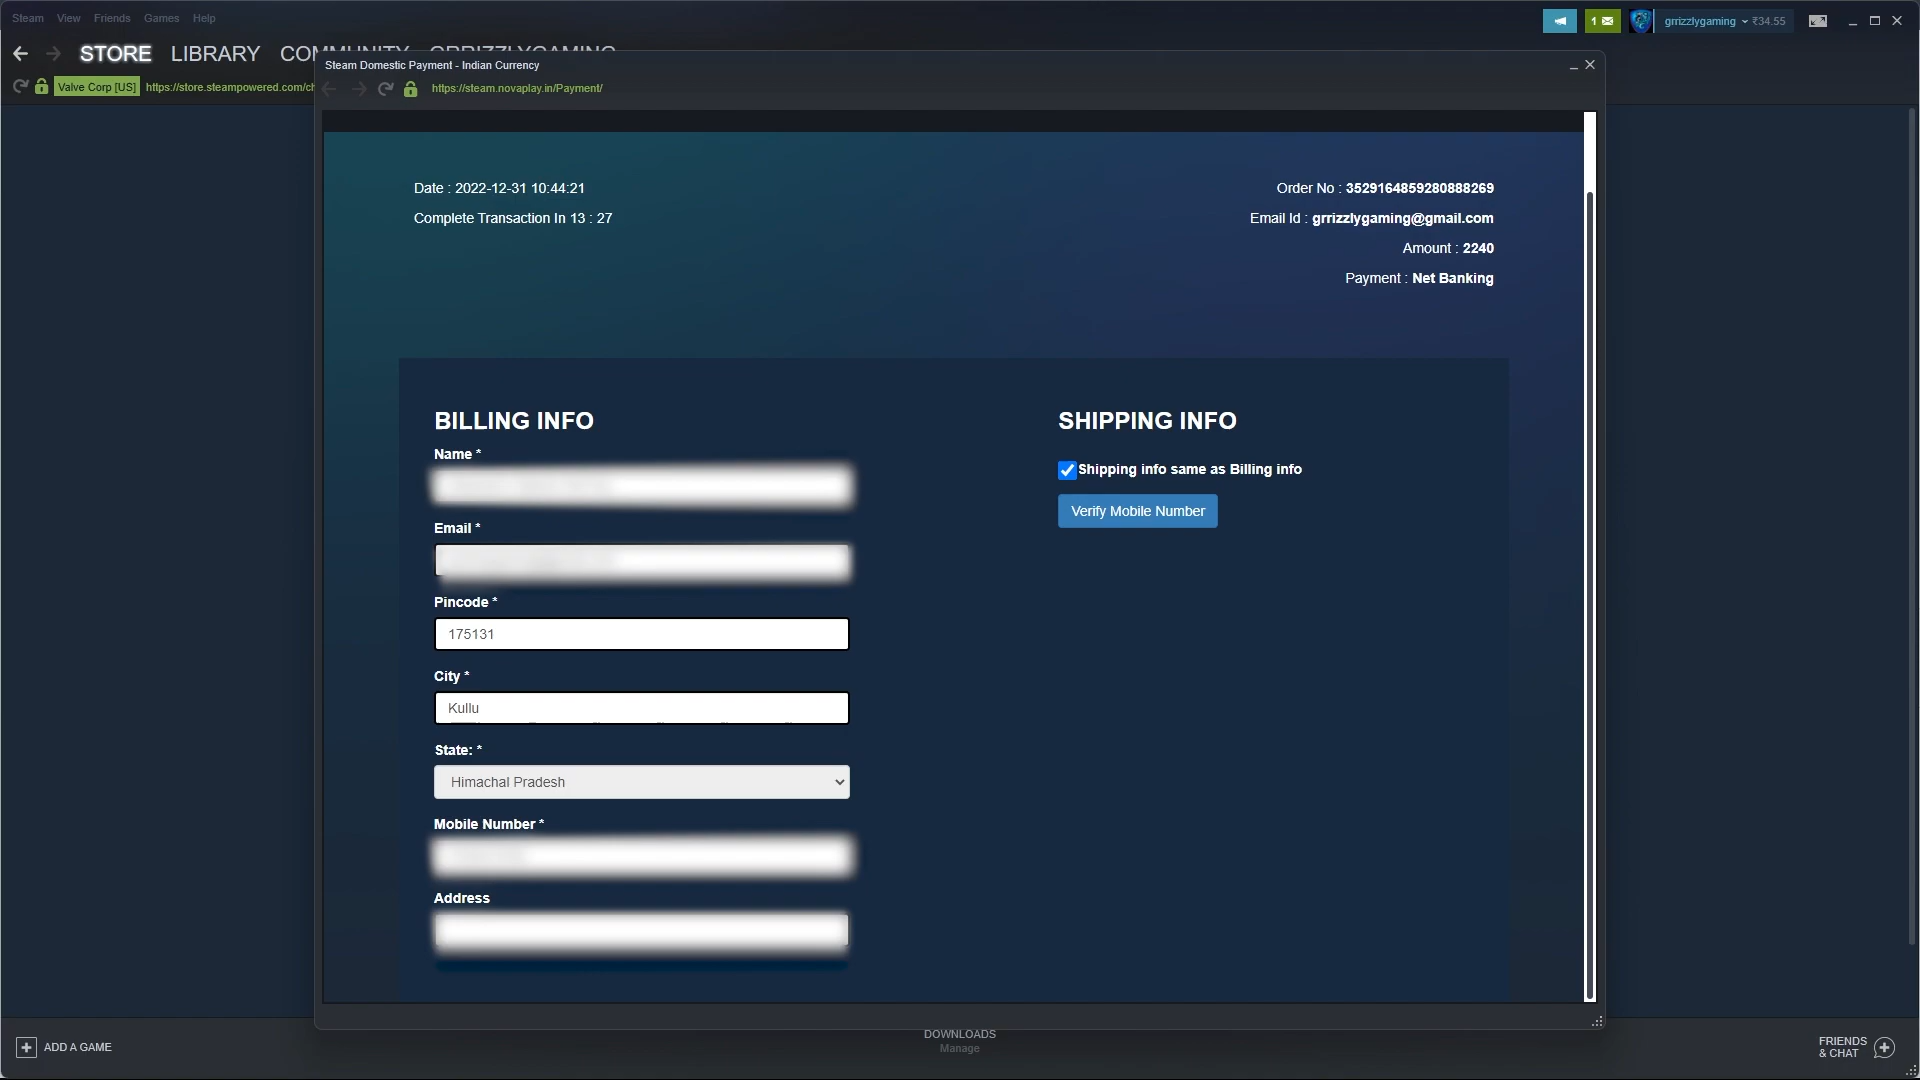 Steam View Friends Games Help
1
grrizzlygaming ₹34.55
STORE LIBRARY COMMUNITY GRRIZZLYGAMING
Valve Corp [US] https://store.steampowered.com/ch
Steam Domestic Payment - Indian Currency
https://steam.novaplay.in/Payment/
Date : 2022-12-31 10:44:21
Complete Transaction In 13 : 27
Order No : 3529164859280888269
Email Id : grrizzlygaming@gmail.com
Amount : 2240
Payment : Net Banking
BILLING INFO
Name *
Email *
Pincode *
175131
City *
Kullu
State: *
Himachal Pradesh
Mobile Number *
Address
SHIPPING INFO
Shipping info same as Billing info
Verify Mobile Number
ADD A GAME
DOWNLOADS
Manage
FRIENDS
& CHAT